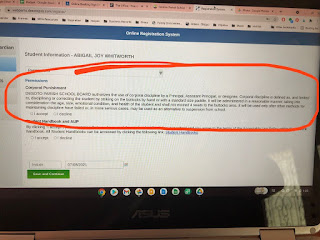 Online Registration System
Student Information - ABIGAIL JOY WHITWORTH
Permissions
Corporal Punishment
DESOTO PARISH SCHOOL BOARD authorizes the use of corporal discipline by a Principal, Assistant Principal, or designee. Corporal discipline is defined as, and limited
to, disciplining or correcting the student by striking on the buttocks by hand or with a standard size paddle. It will be administered in a reasonable manner taking into
consideration the age, size, emotional condition, and health of the student and shall not exceed 3 swats to the buttocks area. It will be used only after other methods for
maintaining discipline have failed or, in more serious cases, may be used as an alternative to suspension from school.
I accept I decline
Student Handbook and AUP
By clicking
handbook. All Student Handbooks can be accessed by clicking the following link. Student Handbooks
I accept I decline
07/08/2020
Save and Continue
ASUS